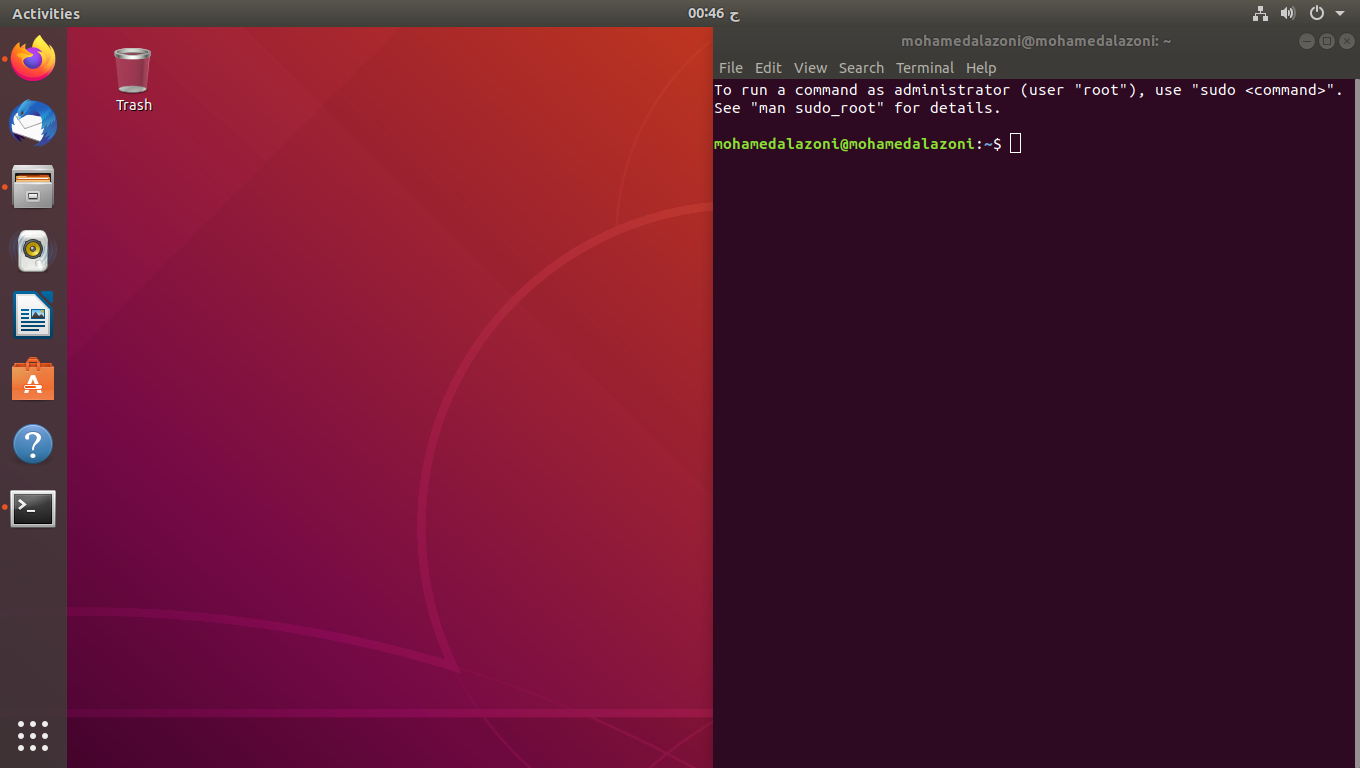 Activities
ح 00:46
Trash
mohamedalazoni@mohamedalazoni: ~
File Edit View Search Terminal Help
To run a command as administrator (user "root"), use "sudo <command>".
See "man sudo_root" for details.
mohamedalazoni@mohamedalazoni:~$